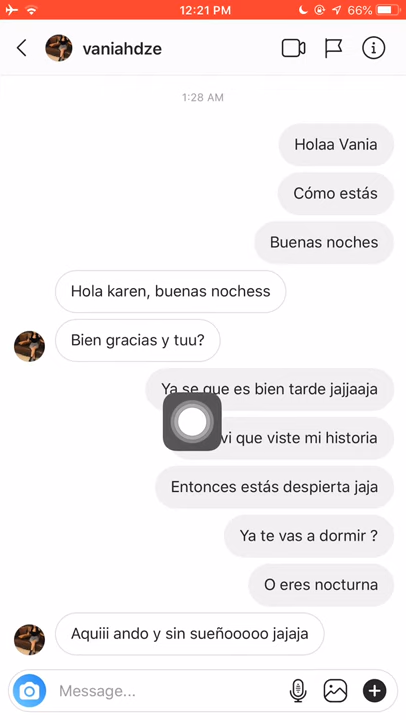 12:21 PM
66%
vaniahdze
1:28 AM
Holaa Vania
Cómo estás
Buenas noches
Hola karen, buenas nochess
Bien gracias y tuu?
Ya se que es bien tarde jajjaaja
vi que viste mi historia
Entonces estás despierta jaja
Ya te vas a dormir ?
O eres nocturna
Aquiii ando y sin sueñooooo jajaja
Message...